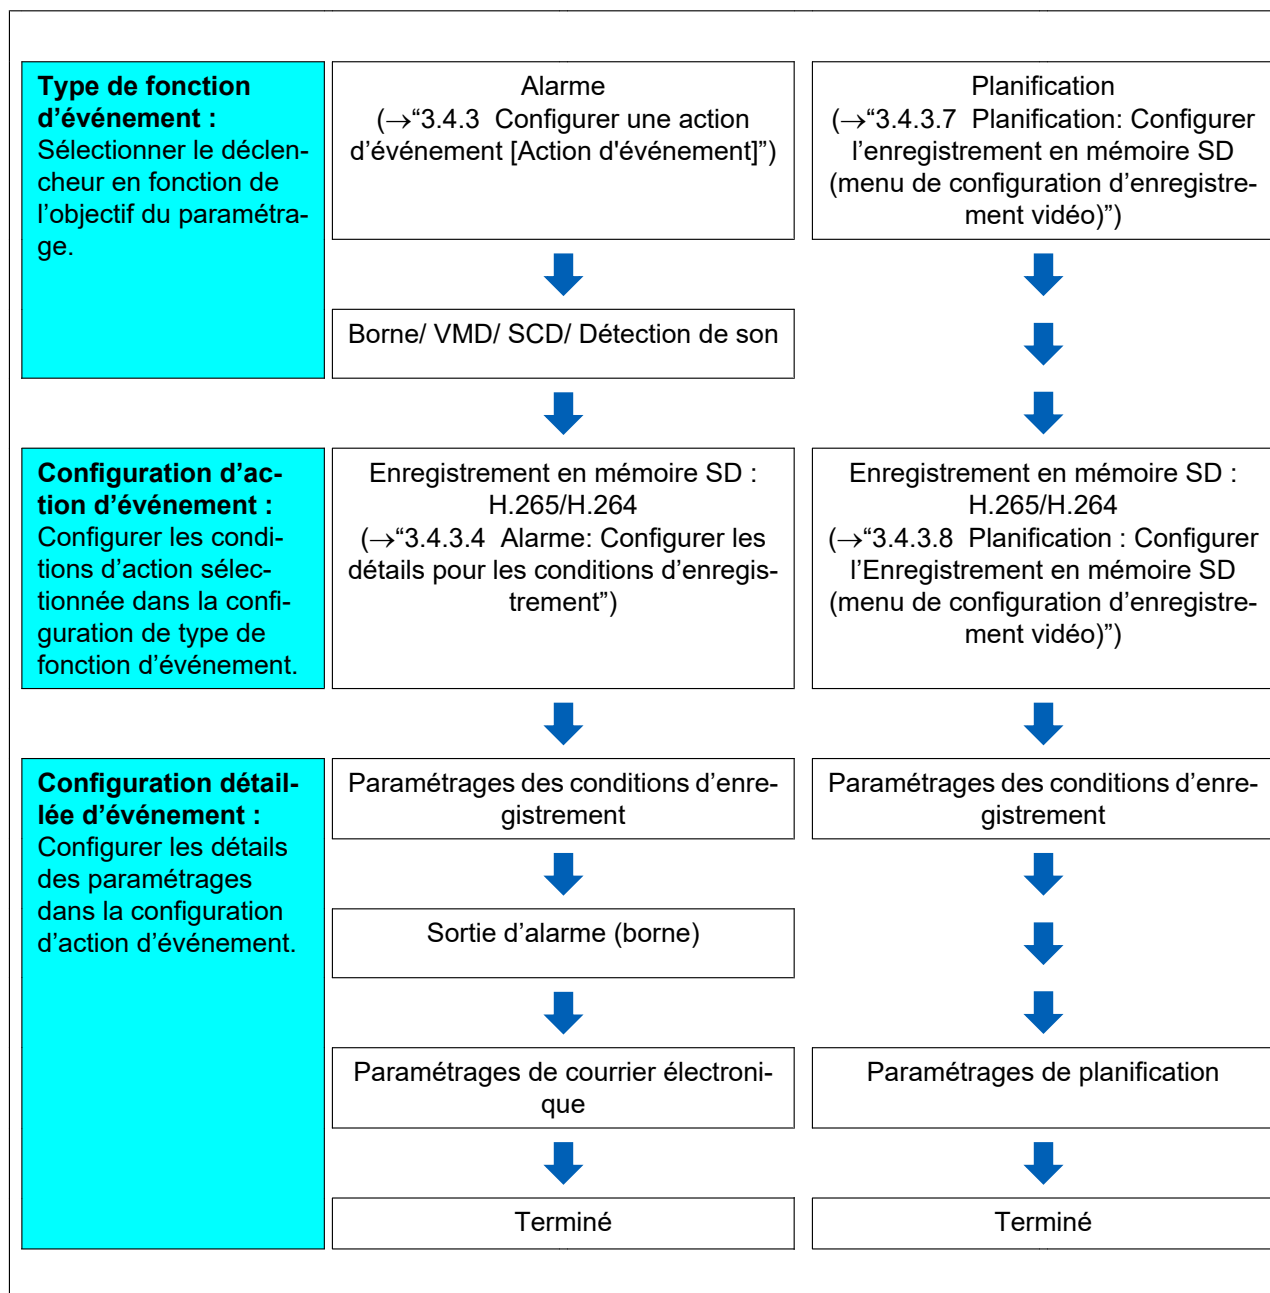 Type de fonction
d’événement :
Sélectionner le déclen-
cheur en fonction de
l’objectif du paramétra-
ge.
Alarme
(→“3.4.3  Configurer une action
d’événement [Action d'événement]”)
Planification
(→“3.4.3.7  Planification: Configurer
l’enregistrement en mémoire SD
(menu de configuration d’enregistre-
ment vidéo)”)
Borne/ VMD/ SCD/ Détection de son
Configuration d’ac-
tion d’événement :
Configurer les condi-
tions d’action sélec-
tionnée dans la confi-
guration de type de
fonction d’événement.
Enregistrement en mémoire SD :
H.265/H.264
(→“3.4.3.4  Alarme: Configurer les
détails pour les conditions d’enregis-
trement”)
Enregistrement en mémoire SD :
H.265/H.264
(→“3.4.3.8  Planification : Configurer
l’Enregistrement en mémoire SD
(menu de configuration d’enregistre-
ment vidéo)”)
Configuration détail-
lée d’événement :
Configurer les détails
des paramétrages
dans la configuration
d’action d’événement.
Paramétrages des conditions d’enre-
gistrement
Paramétrages des conditions d’enre-
gistrement
Sortie d’alarme (borne)
Paramétrages de courrier électroni-
que
Paramétrages de planification
Terminé
Terminé